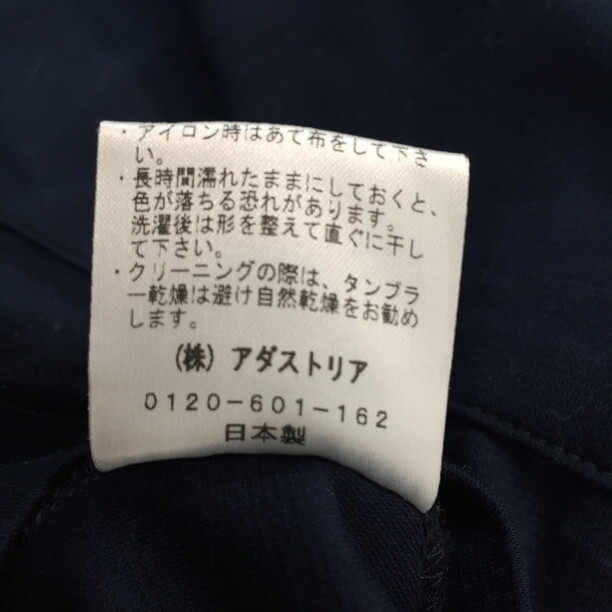 ・アイロン時はあて布をして下さ
い。
・長時間濡れたままにしておくと、
色が落ちる恐れがあります。
洗濯後は形を整えて直ぐに干し
て下さい。
・クリーニングの際は、タンブラ
ー乾燥は避け自然乾燥をお勧め
します。
(株) アダストリア
0120-601-162
日本製